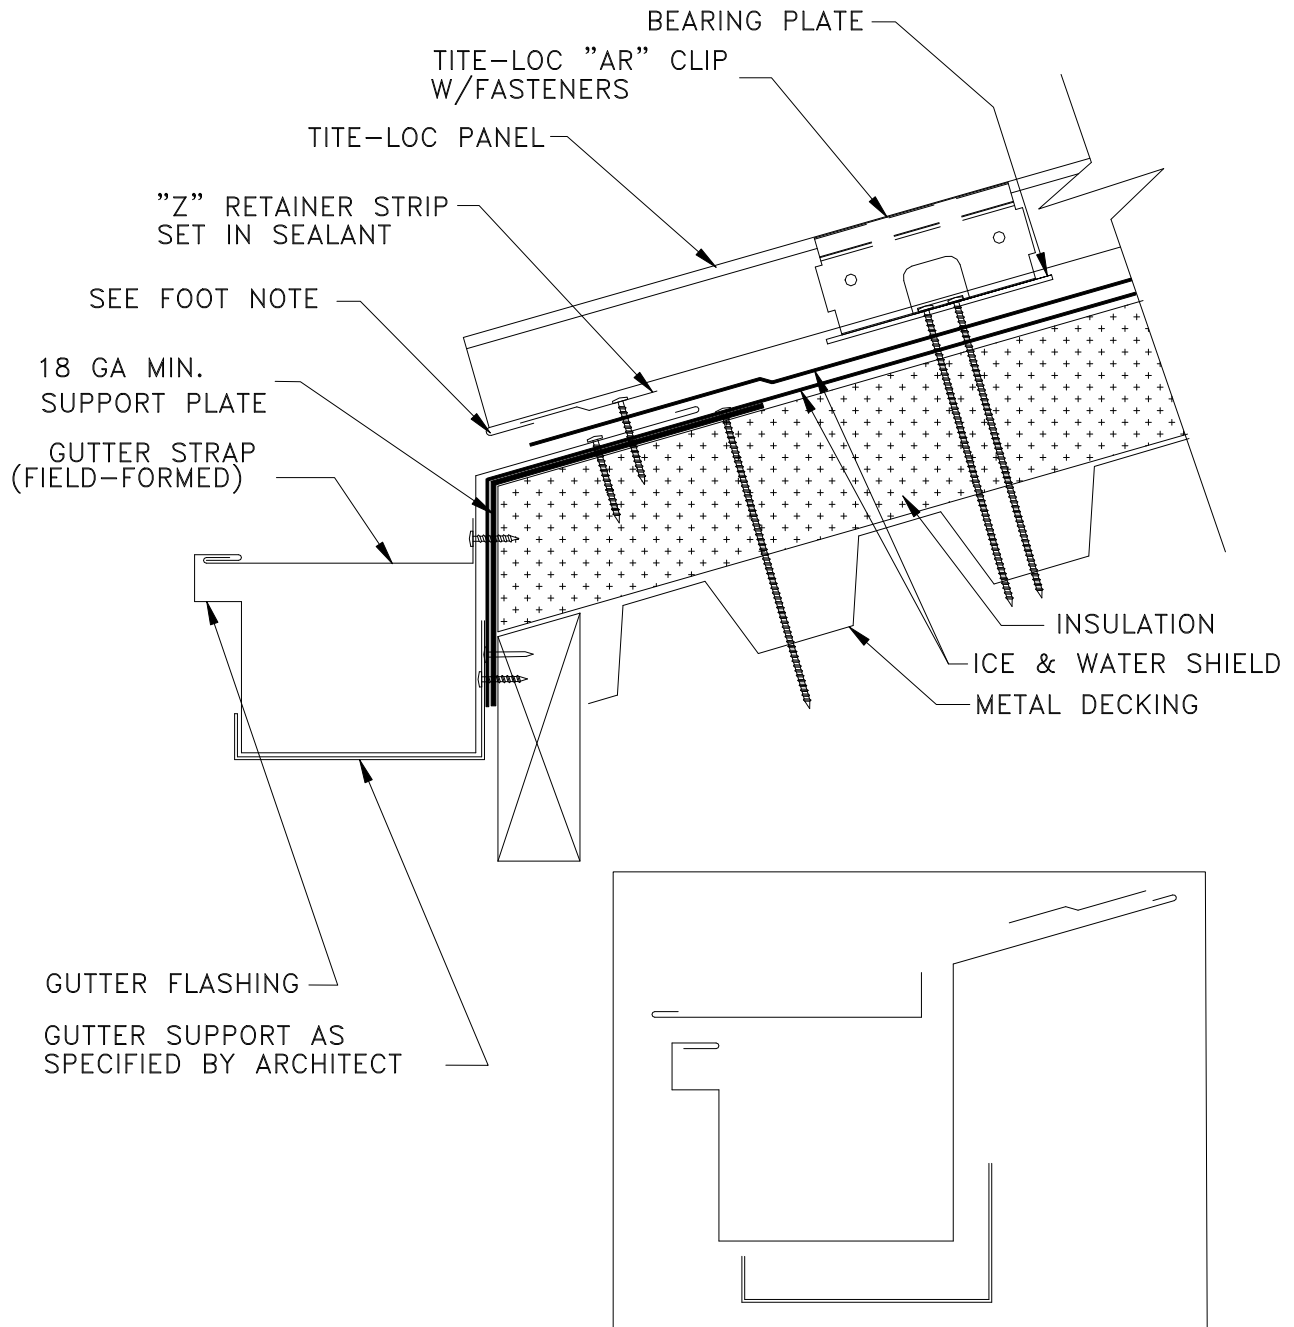 BEARING PLATE
TITE-LOC "AR" CLIP
W/FASTENERS
TITE-LOC PANEL
"Z" RETAINER STRIP
SET IN SEALANT
SEE FOOT NOTE
18 GA MIN.
SUPPORT PLATE
GUTTER STRAP
(FIELD-FORMED)
INSULATION
ICE & WATER SHIELD
METAL DECKING
GUTTER FLASHING
GUTTER SUPPORT AS
SPECIFIED BY ARCHITECT